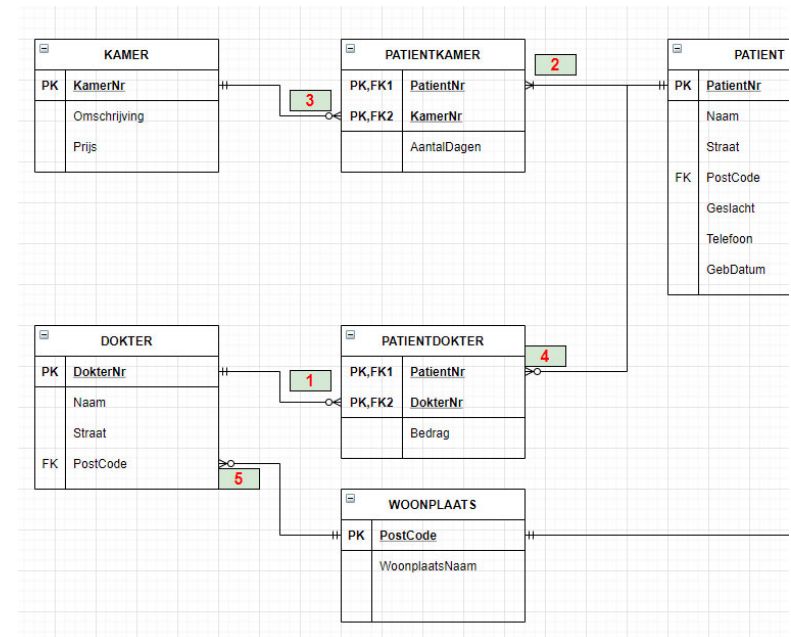 KAMER
PK KamerNr
Omschrijving
Prijs
3
PATIENTKAMER
PK,FK1 PatientNr
PK,FK2 KamerNr
AantalDagen
2
PATIENT
PK PatientNr
Naam
Straat
FK PostCode
Geslacht
Telefoon
GebDatum
DOKTER
PK DokterNr
Naam
Straat
FK PostCode
1
5
PATIENTDOKTER
PK,FK1 PatientNr
PK,FK2 DokterNr
Bedrag
4
WOONPLAATS
PK PostCode
WoonplaatsNaam